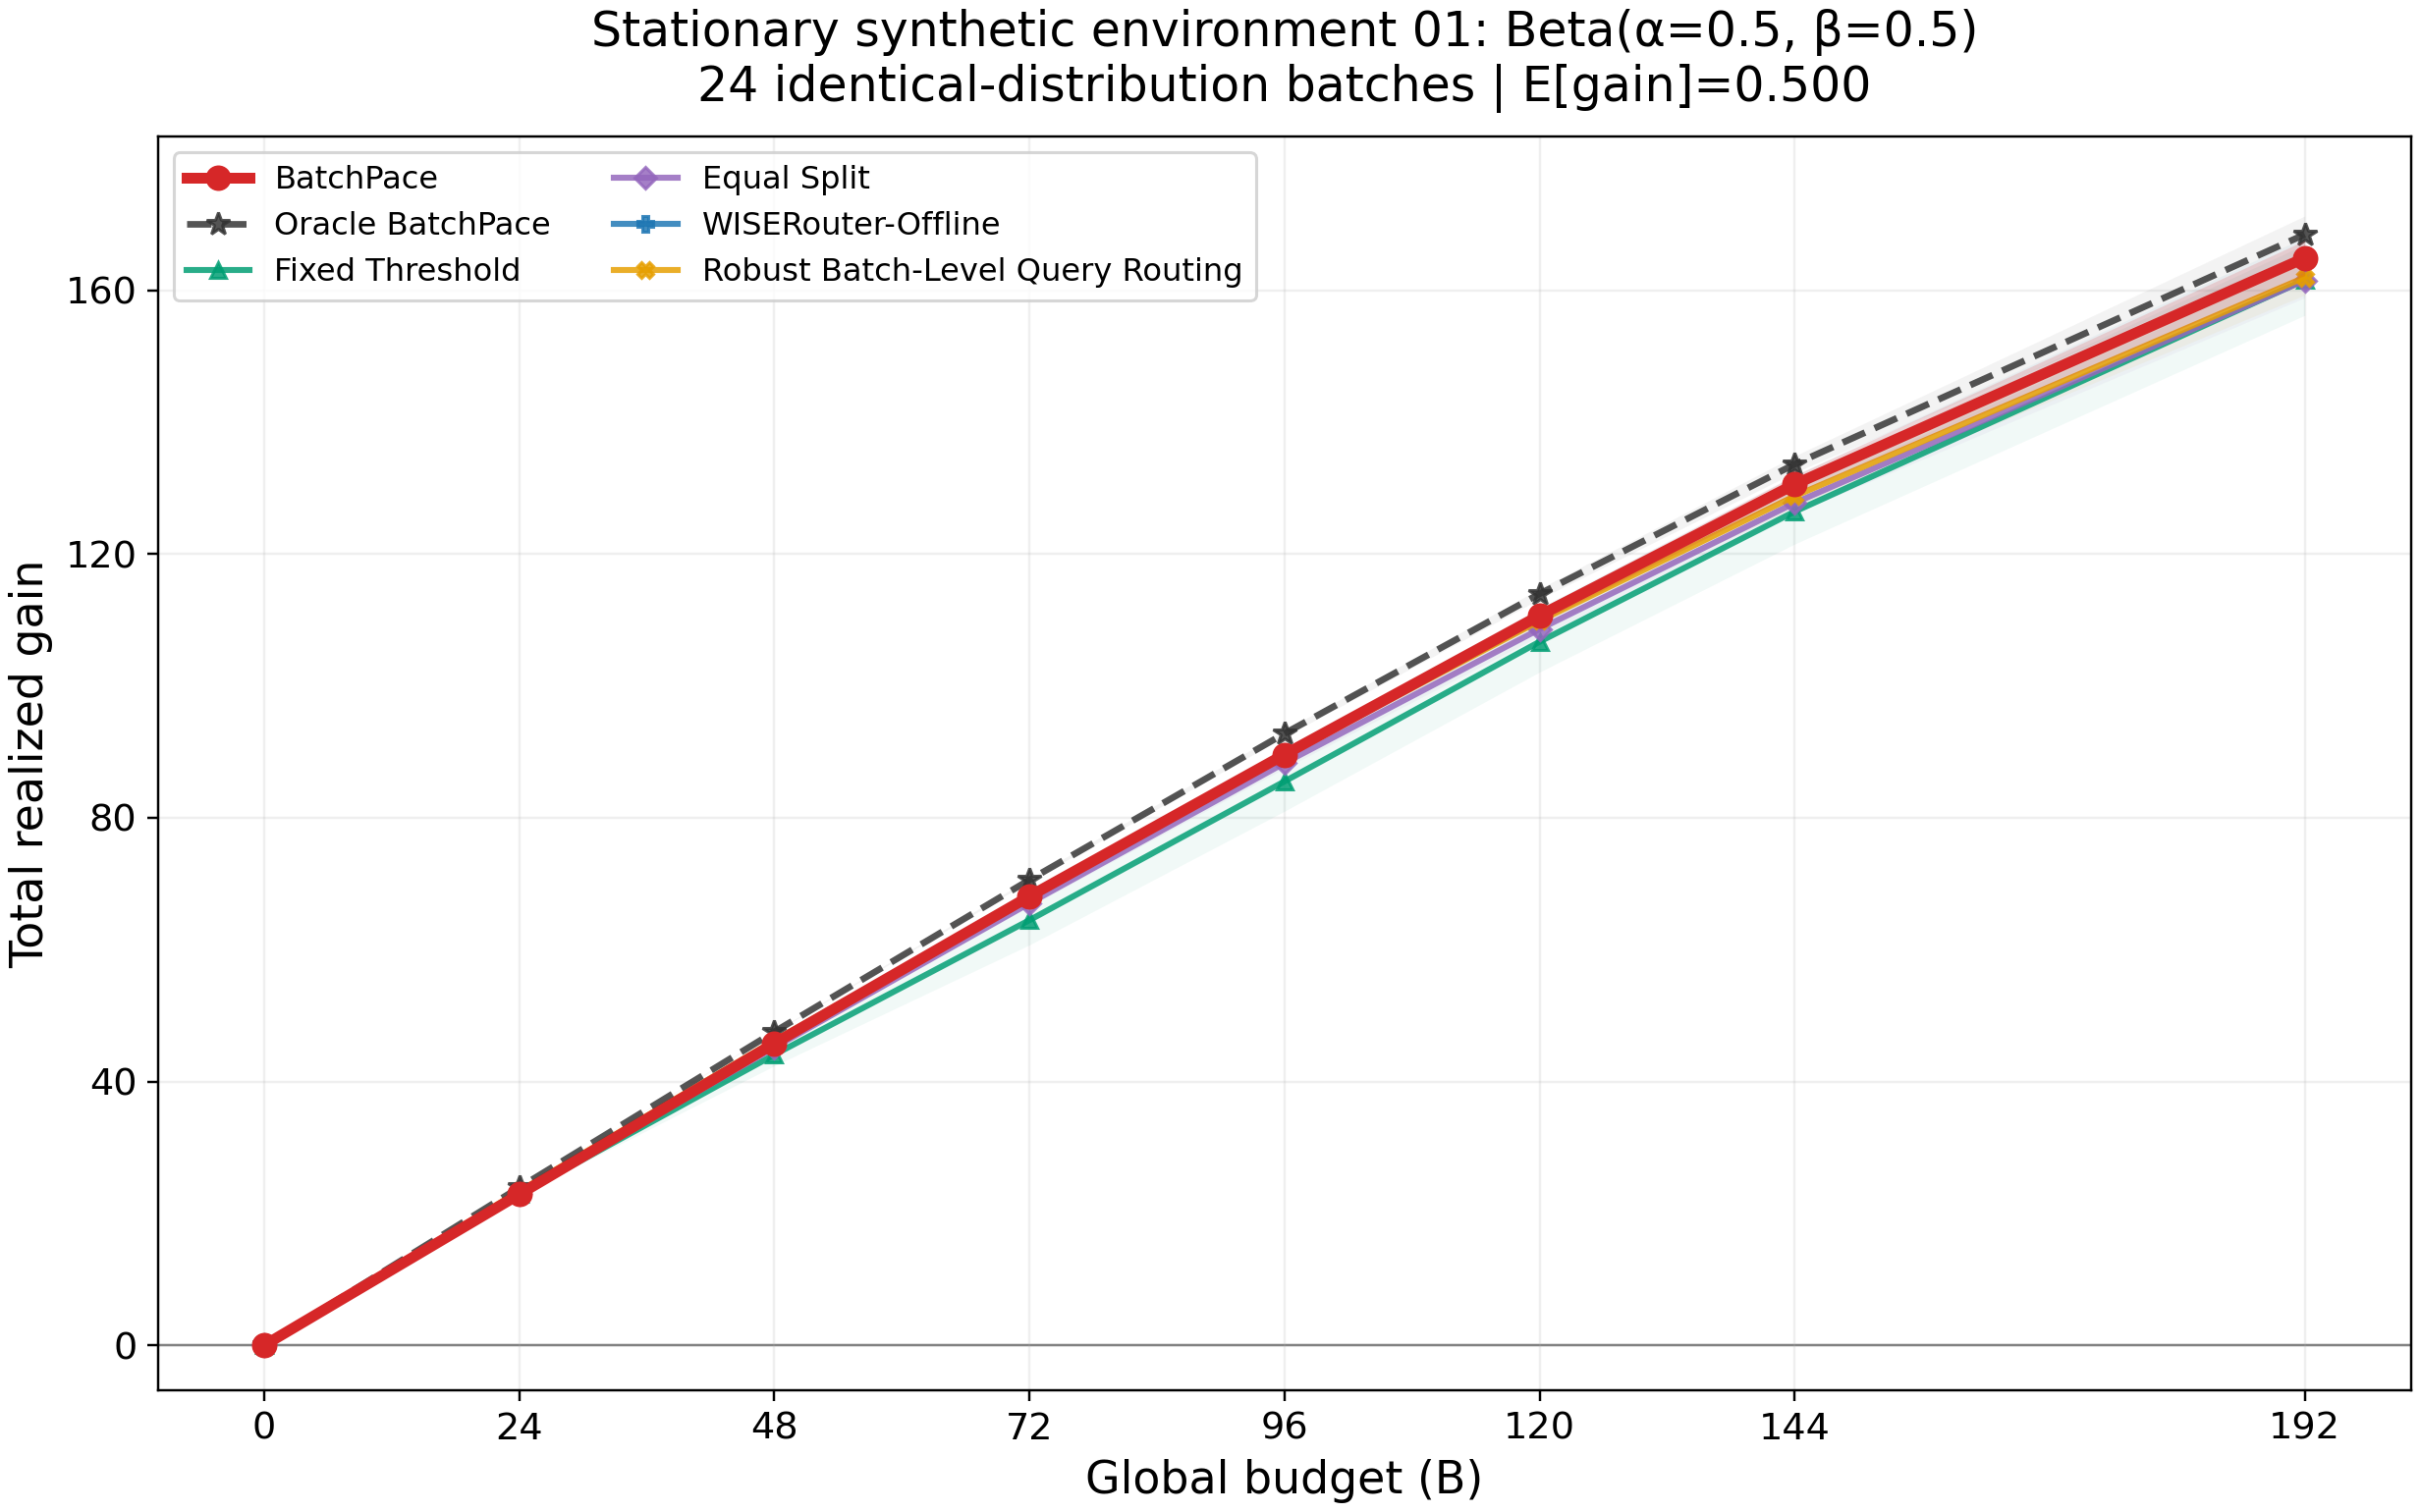 Stationary synthetic environment 01: Beta(α=0.5, β=0.5)
24 identical-distribution batches | E[gain]=0.500
BatchPace
Oracle BatchPace
Fixed Threshold
Equal Split
WISERouter-Offline
Robust Batch-Level Query Routing
Total realized gain
160
120
80
40
0
0 24 48 72 96 120 144 192
Global budget (B)